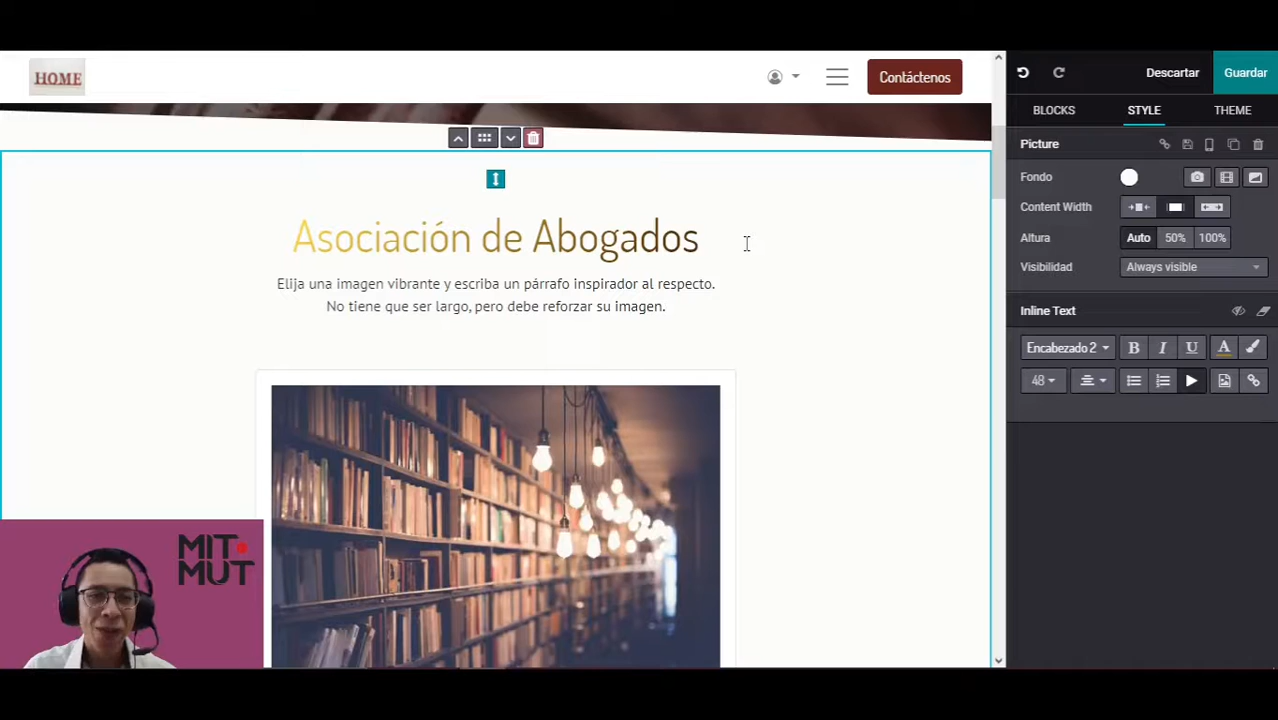 HOME
Contáctenos
Descartar
Guardar
BLOCKS
STYLE
THEME
Picture
Fondo
Content Width
Altura
Auto
50%
100%
Visibilidad
Always visible
Inline Text
Encabezado 2
B
I
U
A
48
Asociación de Abogados
Elija una imagen vibrante y escriba un párrafo inspirador al respecto.
No tiene que ser largo, pero debe reforzar su imagen.
MIT
MUT